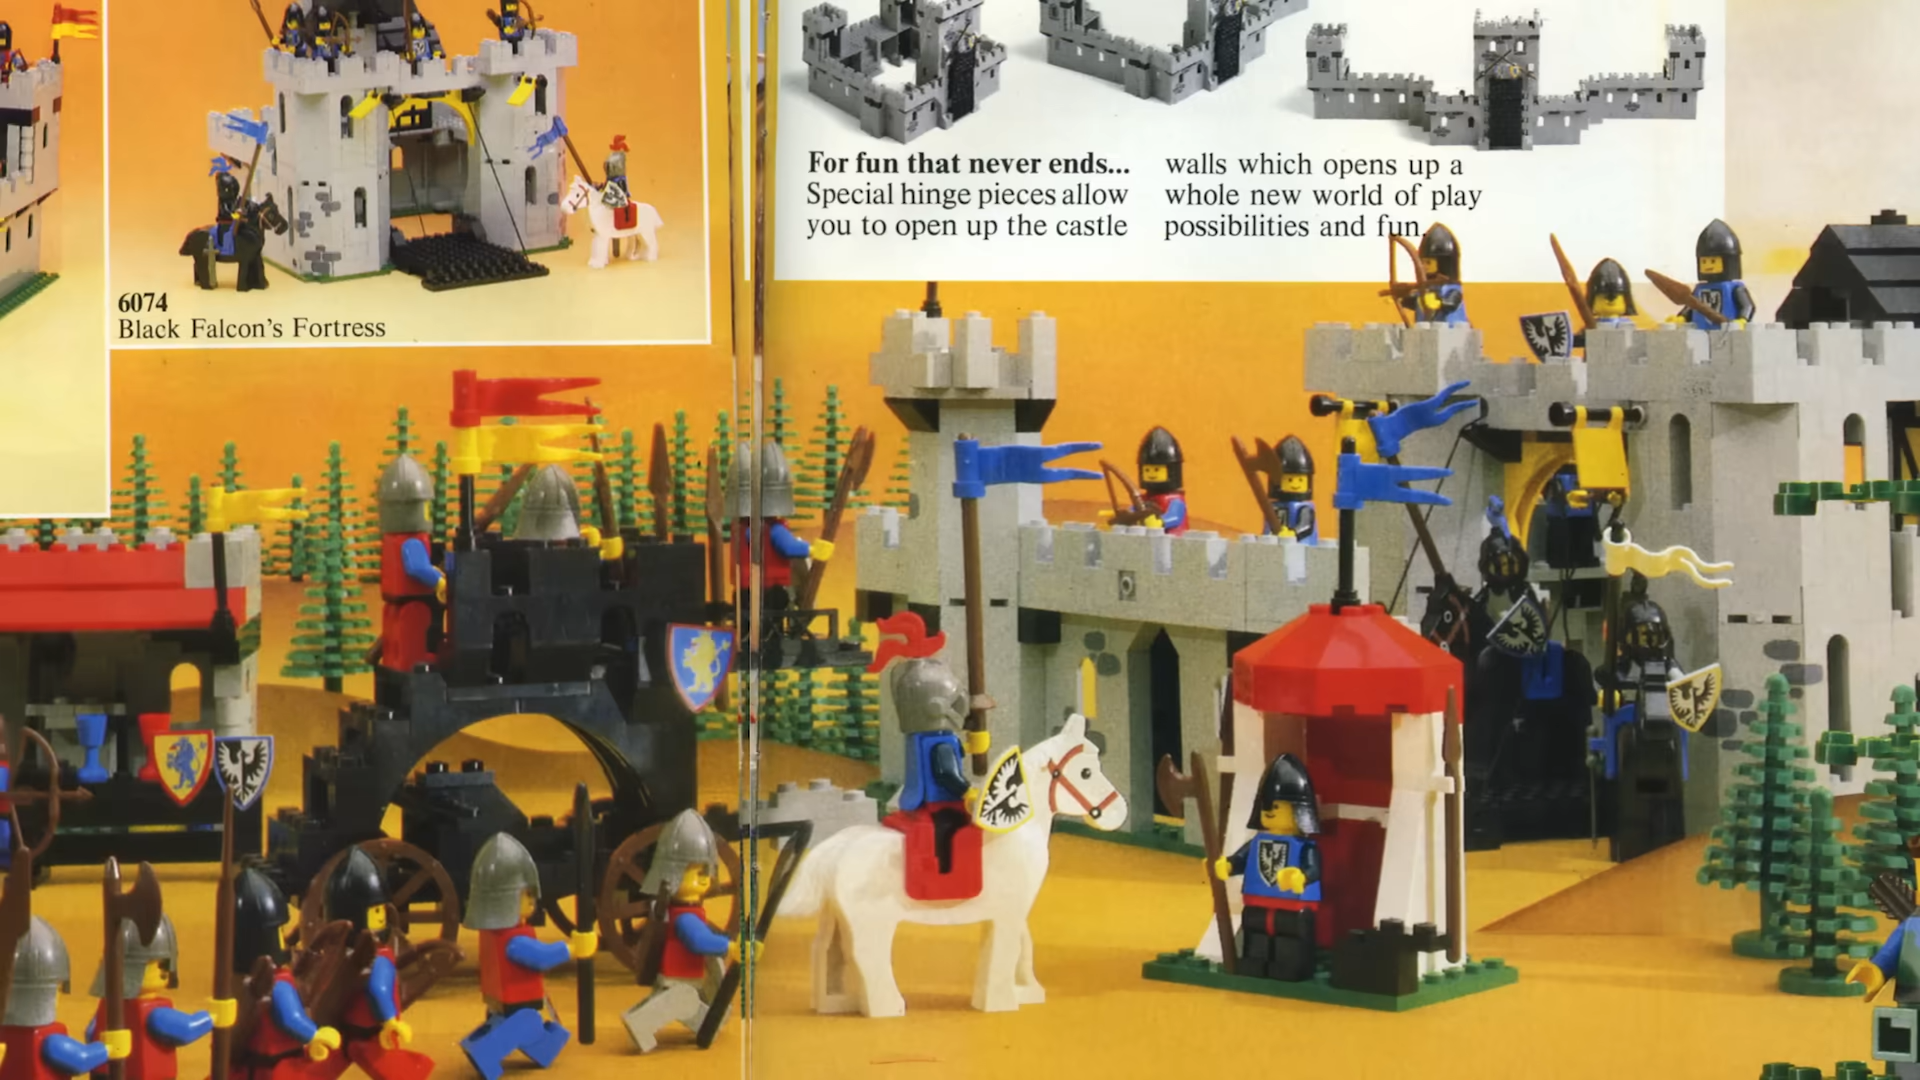 6074
Black Falcon's Fortress
For fun that never ends...
Special hinge pieces allow
you to open up the castle
walls which opens up a
whole new world of play
possibilities and fun.